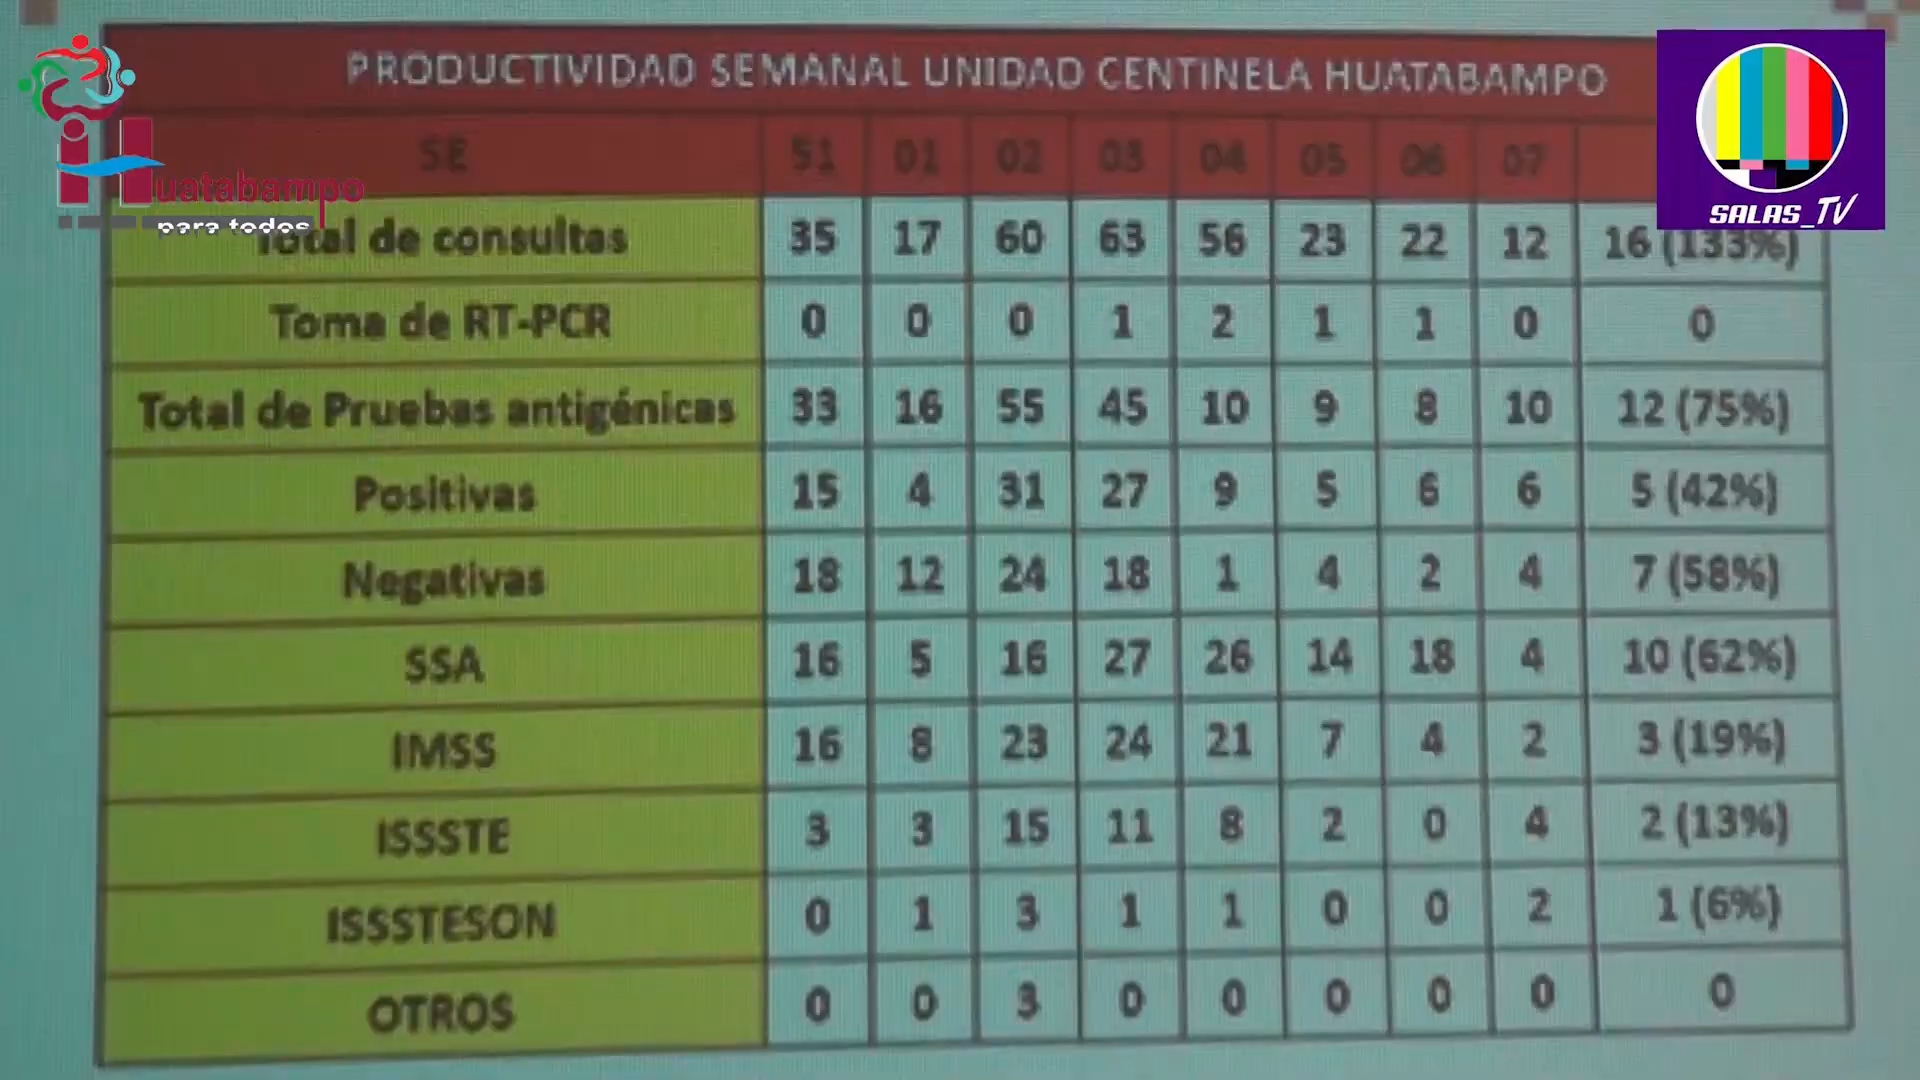 PRODUCTIVIDAD SEMANAL UNIDAD CENTINELA HUATABAMPO
SE 51 01 02 03 04 05 06 07
Huatabampo
para todos
SALAS_TV
Total de consultas 35 17 60 63 56 23 22 12 16 (133%)
Toma de RT-PCR 0 0 0 1 2 1 1 0 0
Total de Pruebas antigénicas 33 16 55 45 10 9 8 10 12 (75%)
Positivas 15 4 31 27 9 5 6 6 5 (42%)
Negativas 18 12 24 18 1 4 2 4 7 (58%)
SSA 16 5 16 27 26 14 18 4 10 (62%)
IMSS 16 8 23 24 21 7 4 2 3 (19%)
ISSSTE 3 3 15 11 8 2 0 4 2 (13%)
ISSSTESON 0 1 3 1 1 0 0 2 1 (6%)
OTROS 0 0 3 0 0 0 0 0 0